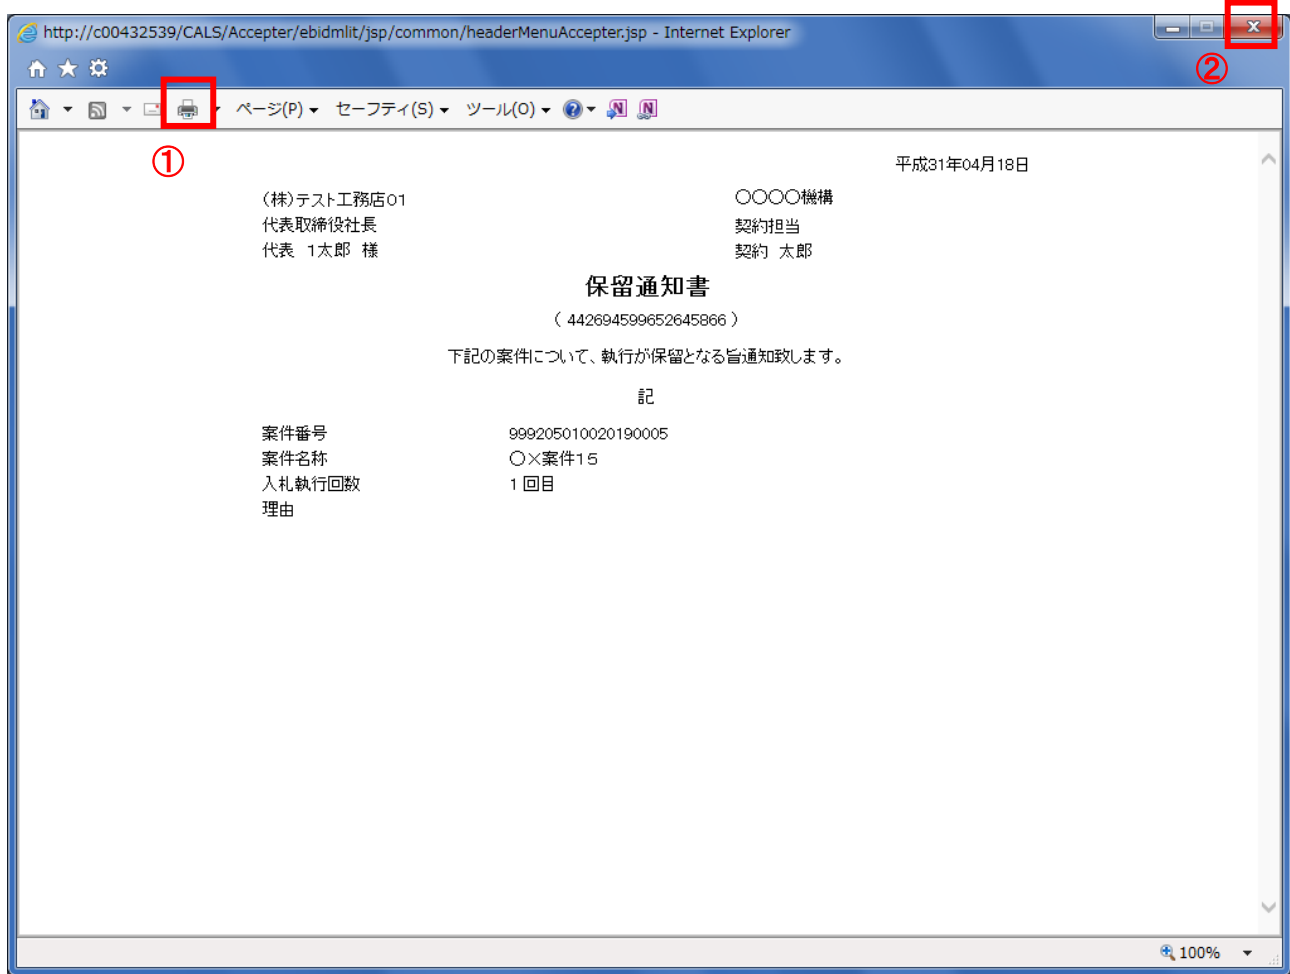 http://c00432539/CALS/Accepter/ebidmlit/jsp/common/headerMenuAccepter.jsp - Internet Explorer
②
ページ(P) セーフティ(S) ツール(O)
①
平成31年04月18日
(株)テスト工務店01 〇〇〇〇機構
代表取締役社長 契約担当
代表 1太郎 様 契約 太郎
保留通知書
( 442694599652645866 )
下記の案件について、執行が保留となる旨通知致します。
記
案件番号 999205010020190005
案件名称 〇×案件15
入札執行回数 1回目
理由
100%